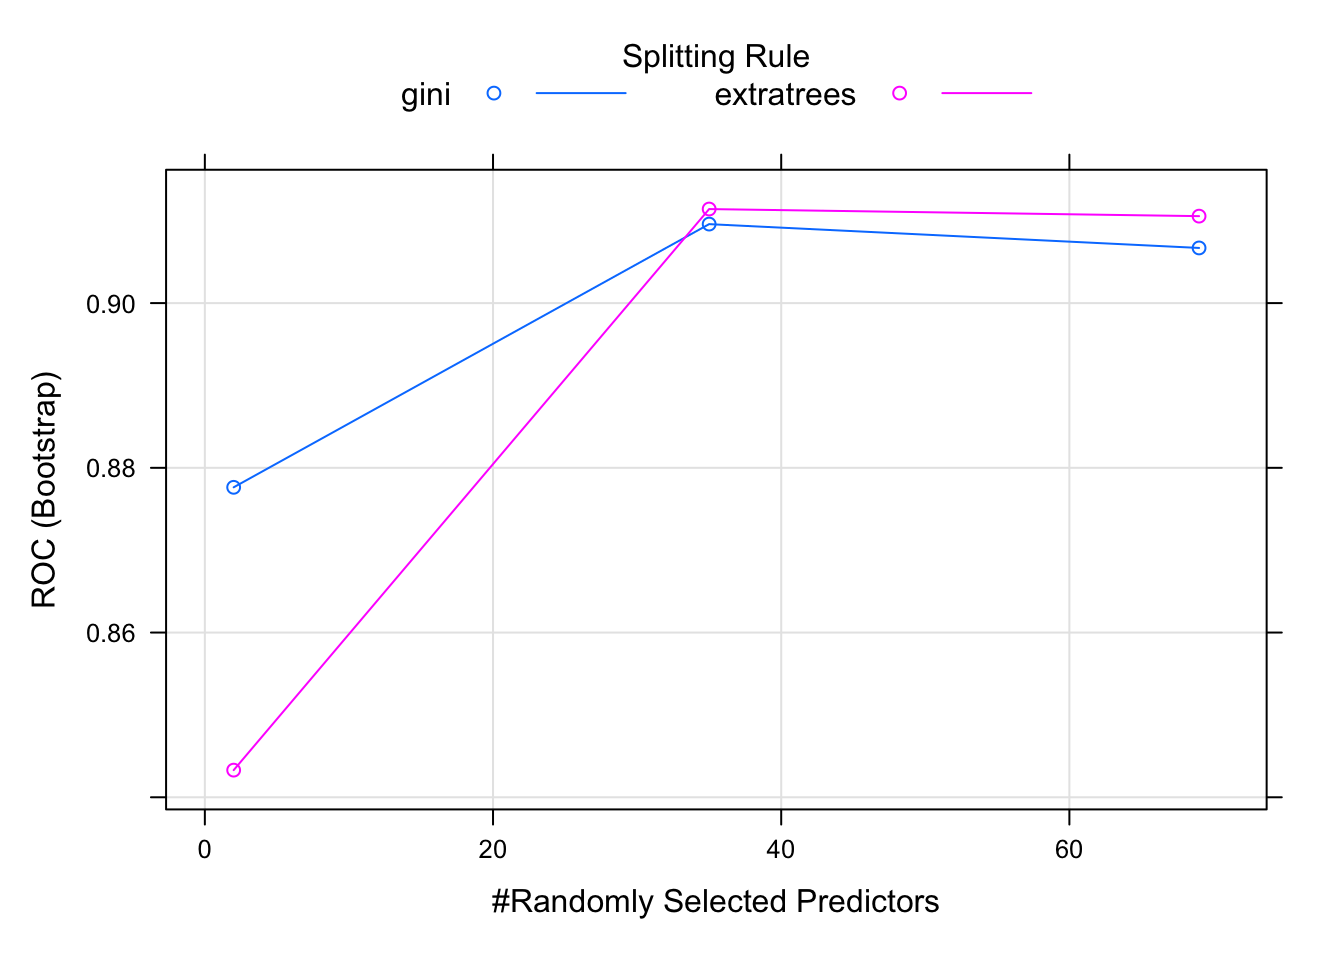 Splitting Rule
gini extratrees
0.90
0.88
0.86
ROC (Bootstrap)
0 20 40 60
#Randomly Selected Predictors